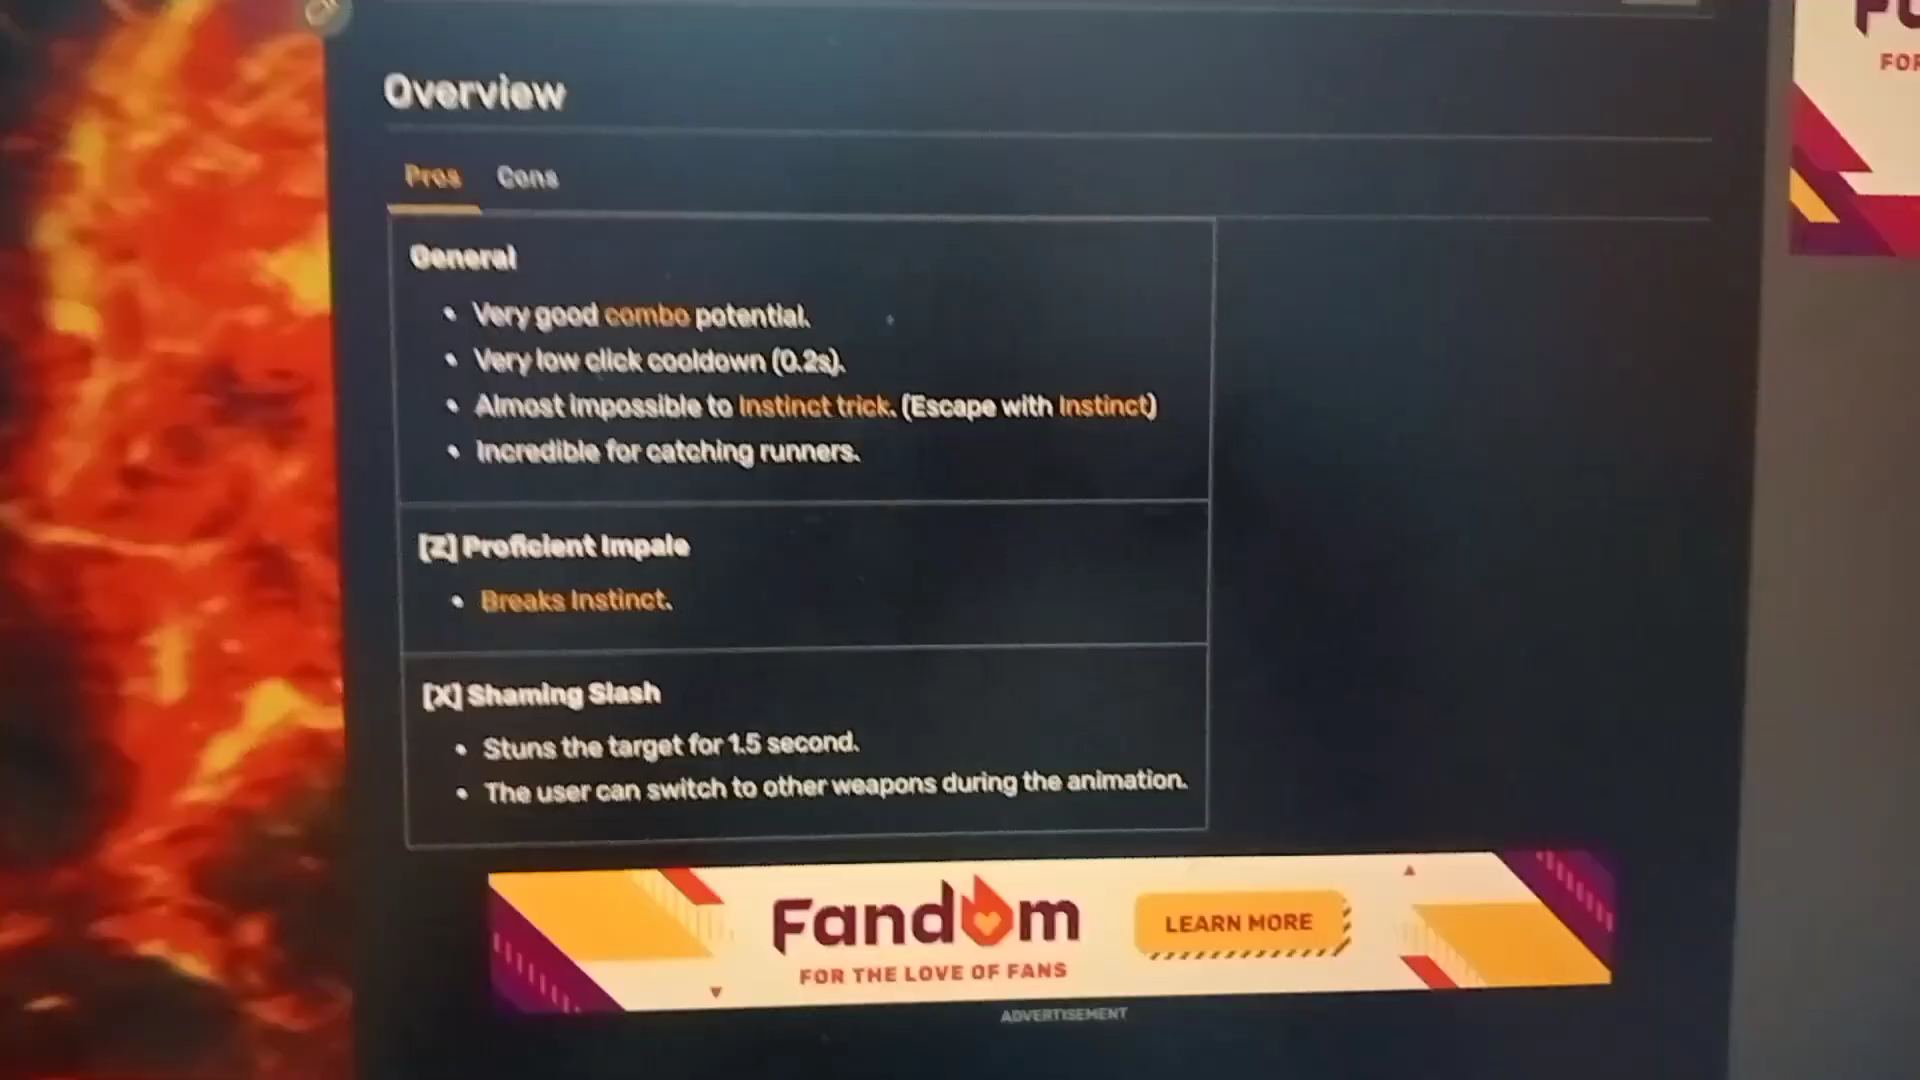 Overview
Pros Cons
General
Very good combo potential.
Very low click cooldown (0.2s).
Almost impossible to Instinct trick. (Escape with Instinct)
Incredible for catching runners.
[Z] Proficient Impale
Breaks Instinct.
[X] Shaming Slash
Stuns the target for 1.5 second.
The user can switch to other weapons during the animation.
Fandom
FOR THE LOVE OF FANS
LEARN MORE
ADVERTISEMENT